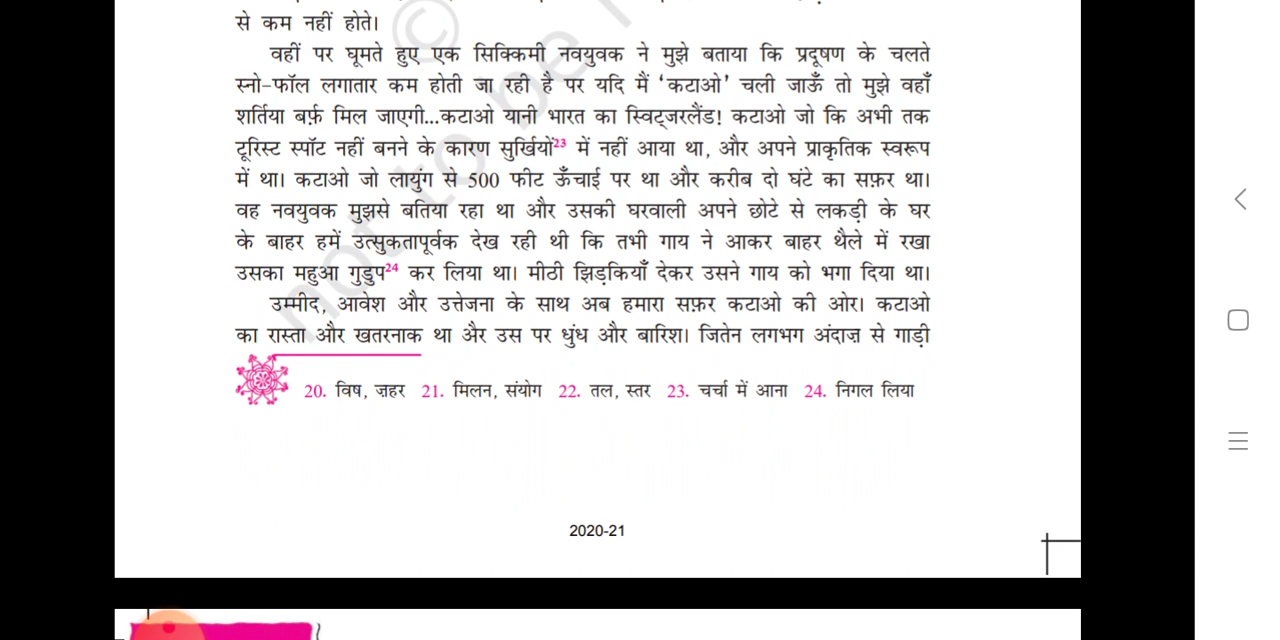 से कम नहीं होते।
वहीं पर घूमते हुए एक सिक्किमी नवयुवक ने मुझे बताया कि प्रदूषण के चलते
स्नो-फॉल लगातार कम होती जा रही है पर यदि मैं ‘कटाओ’ चली जाऊँ तो मुझे वहाँ
शर्तिया बर्फ़ मिल जाएगी...कटाओ यानी भारत का स्विट्जरलैंड! कटाओ जो कि अभी तक
टूरिस्ट स्पॉट नहीं बनने के कारण सुर्खियों23 में नहीं आया था, और अपने प्राकृतिक स्वरूप
में था। कटाओ जो लायुंग से 500 फीट ऊँचाई पर था और करीब दो घंटे का सफ़र था।
वह नवयुवक मुझसे बतिया रहा था और उसकी घरवाली अपने छोटे से लकड़ी के घर
के बाहर हमें उत्सुकतापूर्वक देख रही थी कि तभी गाय ने आकर बाहर थैले में रखा
उसका महुआ गुडुप24 कर लिया था। मीठी झिड़कियाँ देकर उसने गाय को भगा दिया था।
उम्मीद, आवेश और उत्तेजना के साथ अब हमारा सफ़र कटाओ की ओर। कटाओ
का रास्ता और खतरनाक था और उस पर धुंध और बारिश। जितेन लगभग अंदाज़ से गाड़ी
20. विष, ज़हर 21. मिलन, संयोग 22. तल, स्तर 23. चर्चा में आना 24. निगल लिया
2020-21
© not to be